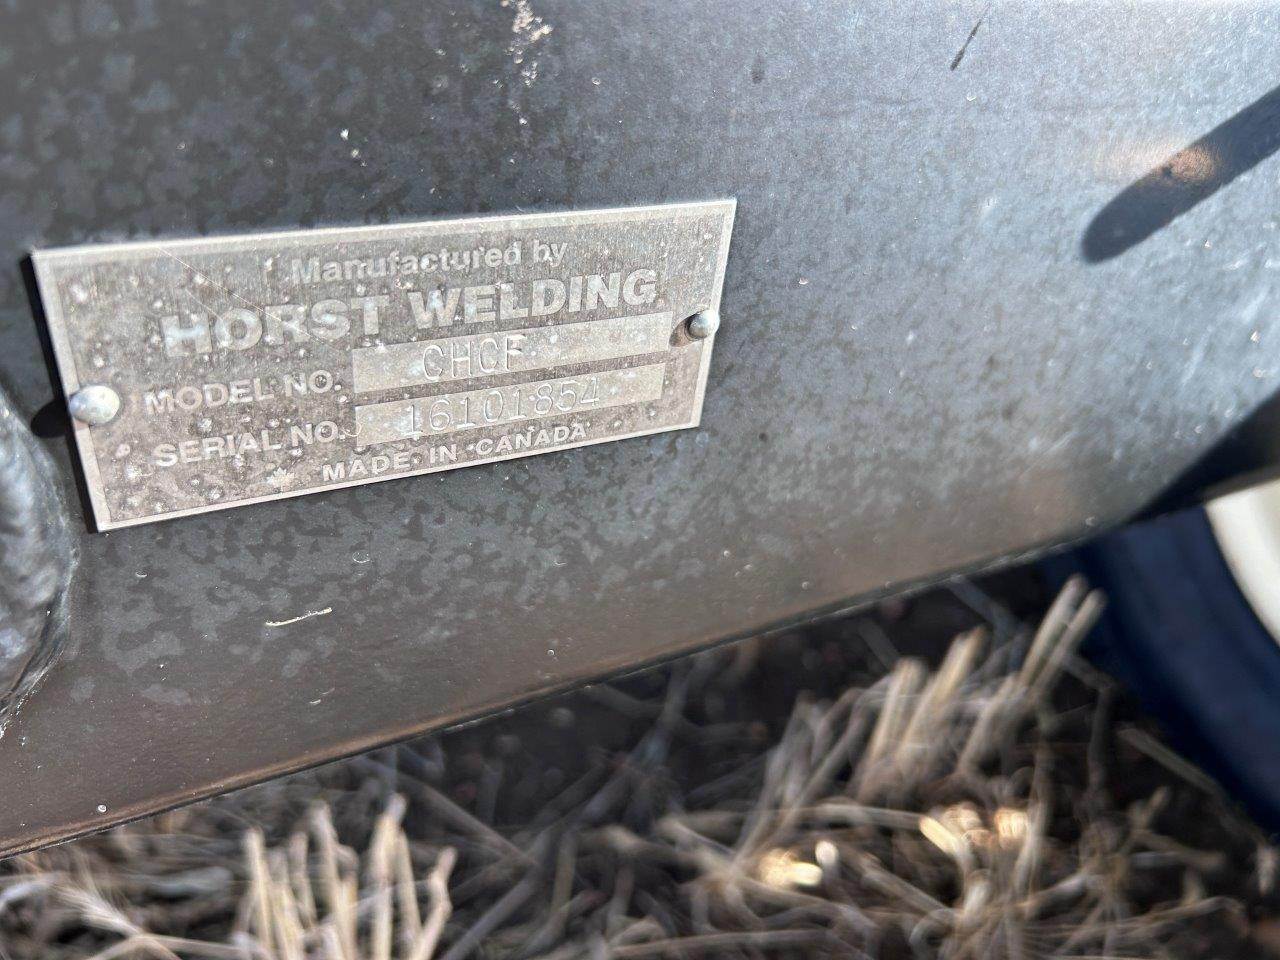 Manufactured by
HORST WELDING
MODEL NO. CHCF
SERIAL NO. 16101854
MADE IN CANADA